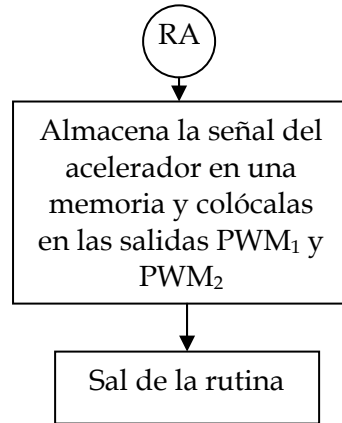 RA
Almacena la señal del
acelerador en una
memoria y colócalas
en las salidas PWM₁ y
PWM₂
Sal de la rutina